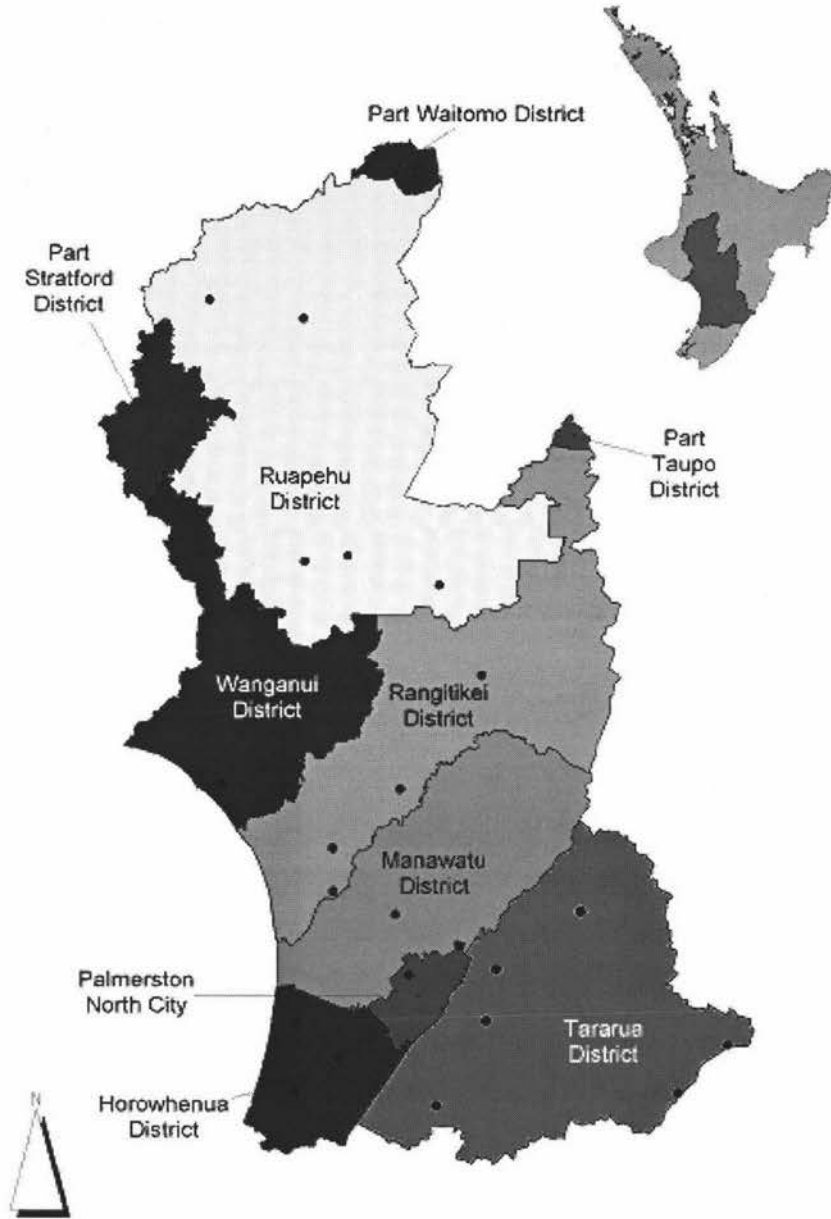 Part Waitomo District
Part
Stratford
District
Part
Taupo
District
Ruapehu
District
Wanganui
District
Rangitikei
District
Manawatu
District
Palmerston
North City
Tararua
District
Horowhenua
District
N